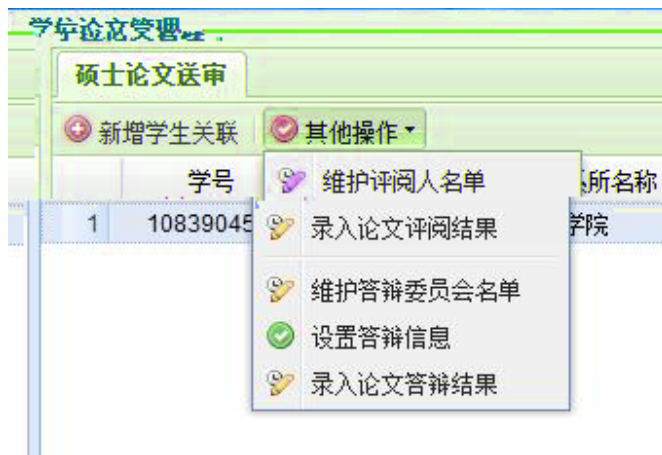 学位论文管理
硕士论文送审
新增学生关联 其他操作
学号 所名称
1 10839045 学院
维护评阅人名单
录入论文评阅结果
维护答辩委员会名单
设置答辩信息
录入论文答辩结果